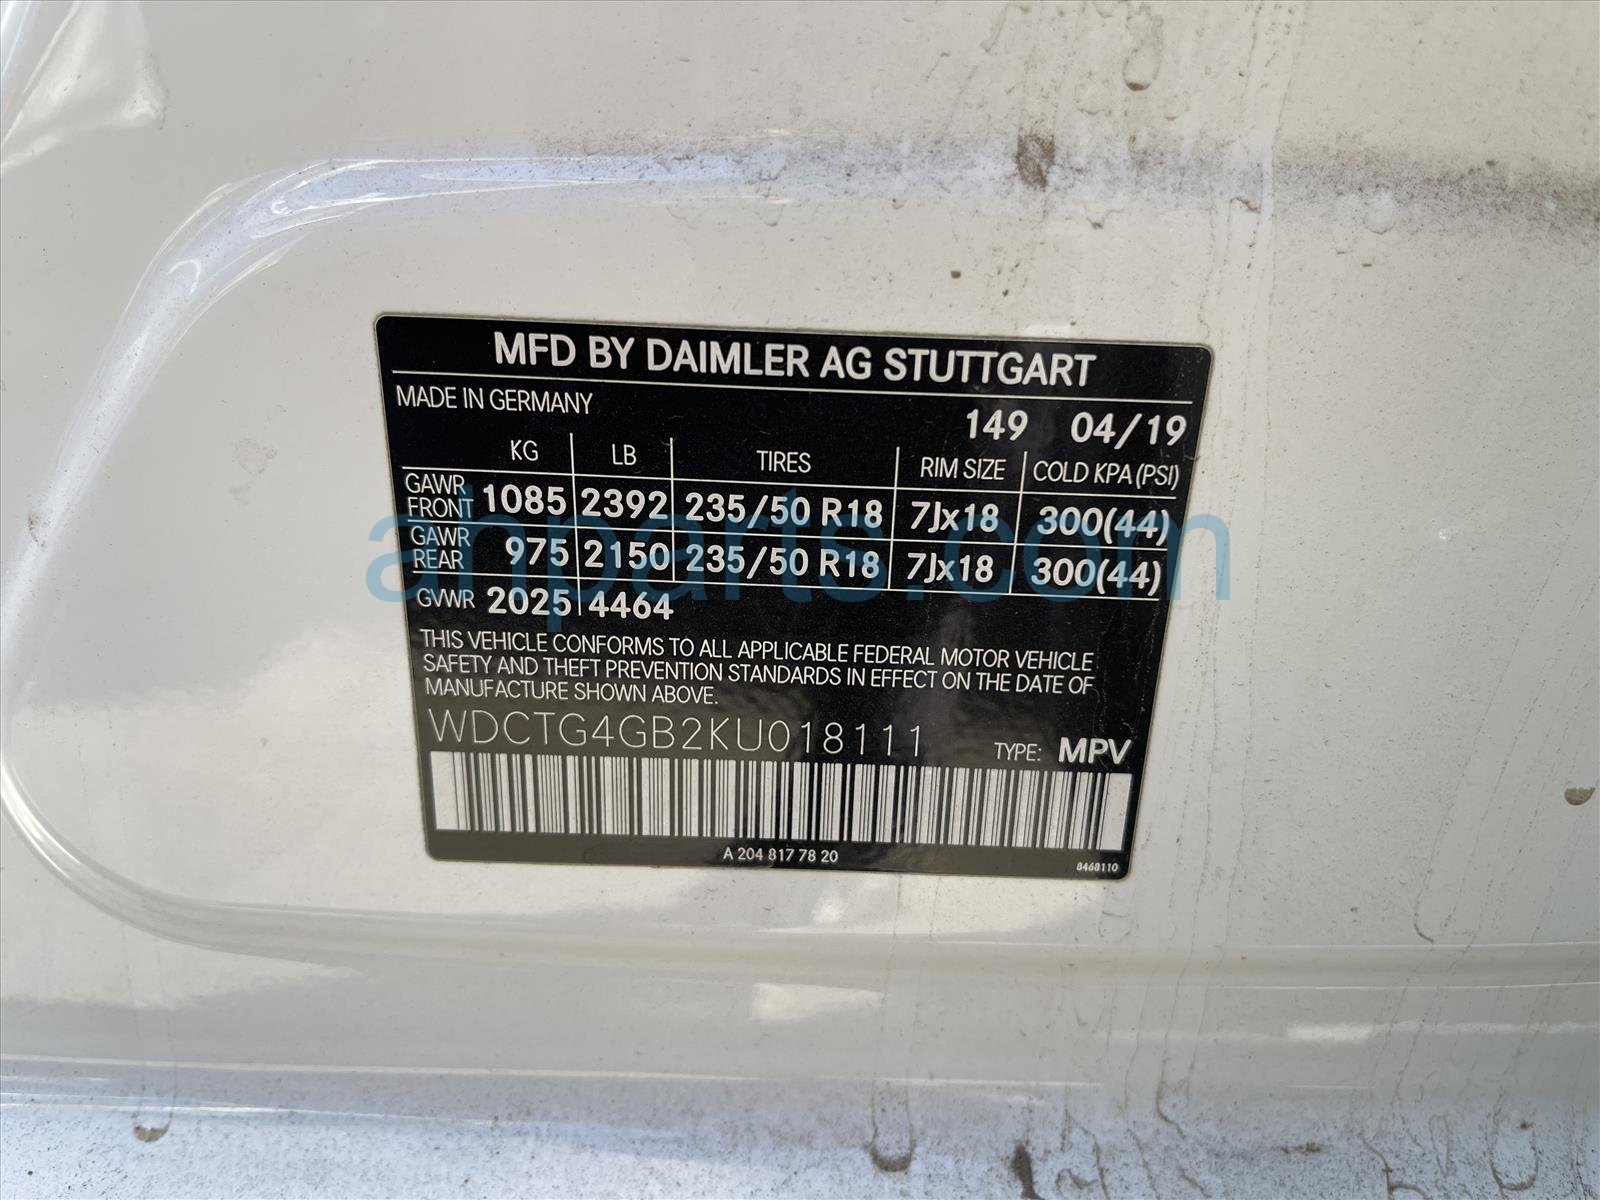 MFD BY DAIMLER AG STUTTGART
MADE IN GERMANY
149 04/19
KG LB TIRES RIM SIZE COLD KPA (PSI)
GAWR FRONT 1085 2392 235/50 R18 7Jx18 300(44)
GAWR REAR 975 2150 235/50 R18 7Jx18 300(44)
GVWR 2025 4464
THIS VEHICLE CONFORMS TO ALL APPLICABLE FEDERAL MOTOR VEHICLE
SAFETY AND THEFT PREVENTION STANDARDS IN EFFECT ON THE DATE OF
MANUFACTURE SHOWN ABOVE.
WDCTG4GB2KU018111 TYPE: MPV
A 204 817 78 20
8468110
ahparts.com